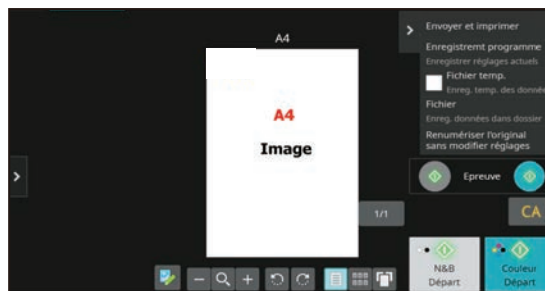 A4
A4
Image
1/1
Envoyer et imprimer
Enregistremt programme
Enregistrer réglages actuels
Fichier temp.
Enreg. temp. des donnée
Fichier
Enreg. données dans dossier
Renumériser l'original
sans modifier réglages
Epreuve
CA
N&B
Départ
Couleur
Départ